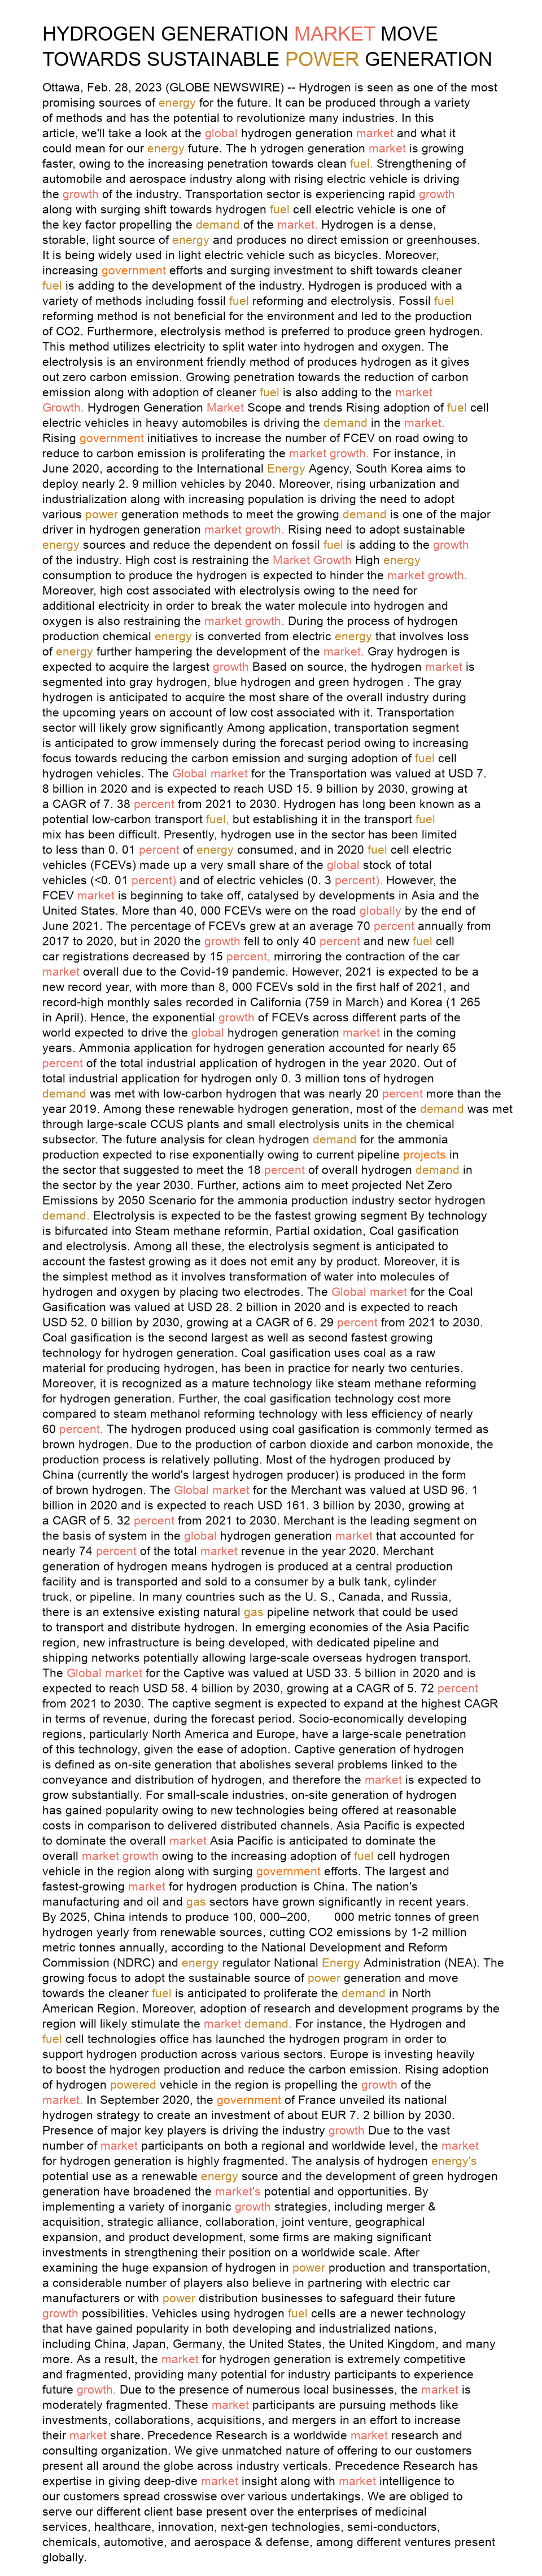 HYDROGEN GENERATION MARKET MOVE
TOWARDS SUSTAINABLE POWER GENERATION
Ottawa, Feb. 28, 2023 (GLOBE NEWSWIRE) -- Hydrogen is seen as one of the most
promising sources of energy for the future. It can be produced through a variety
of methods and has the potential to revolutionize many industries. In this
article, we'll take a look at the global hydrogen generation market and what it
could mean for our energy future. The h ydrogen generation market is growing
faster, owing to the increasing penetration towards clean fuel. Strengthening of
automobile and aerospace industry along with rising electric vehicle is driving
the growth of the industry. Transportation sector is experiencing rapid growth
along with surging shift towards hydrogen fuel cell electric vehicle is one of
the key factor propelling the demand of the market. Hydrogen is a dense,
storable, light source of energy and produces no direct emission or greenhouses.
It is being widely used in light electric vehicle such as bicycles. Moreover,
increasing government efforts and surging investment to shift towards cleaner
fuel is adding to the development of the industry. Hydrogen is produced with a
variety of methods including fossil fuel reforming and electrolysis. Fossil fuel
reforming method is not beneficial for the environment and led to the production
of CO2. Furthermore, electrolysis method is preferred to produce green hydrogen.
This method utilizes electricity to split water into hydrogen and oxygen. The
electrolysis is an environment friendly method of produces hydrogen as it gives
out zero carbon emission. Growing penetration towards the reduction of carbon
emission along with adoption of cleaner fuel is also adding to the market
Growth. Hydrogen Generation Market Scope and trends Rising adoption of fuel cell
electric vehicles in heavy automobiles is driving the demand in the market.
Rising government initiatives to increase the number of FCEV on road owing to
reduce to carbon emission is proliferating the market growth. For instance, in
June 2020, according to the International Energy Agency, South Korea aims to
deploy nearly 2. 9 million vehicles by 2040. Moreover, rising urbanization and
industrialization along with increasing population is driving the need to adopt
various power generation methods to meet the growing demand is one of the major
driver in hydrogen generation market growth. Rising need to adopt sustainable
energy sources and reduce the dependent on fossil fuel is adding to the growth
of the industry. High cost is restraining the Market Growth High energy
consumption to produce the hydrogen is expected to hinder the market growth.
Moreover, high cost associated with electrolysis owing to the need for
additional electricity in order to break the water molecule into hydrogen and
oxygen is also restraining the market growth. During the process of hydrogen
production chemical energy is converted from electric energy that involves loss
of energy further hampering the development of the market. Gray hydrogen is
expected to acquire the largest growth Based on source, the hydrogen market is
segmented into gray hydrogen, blue hydrogen and green hydrogen . The gray
hydrogen is anticipated to acquire the most share of the overall industry during
the upcoming years on account of low cost associated with it. Transportation
sector will likely grow significantly Among application, transportation segment
is anticipated to grow immensely during the forecast period owing to increasing
focus towards reducing the carbon emission and surging adoption of fuel cell
hydrogen vehicles. The Global market for the Transportation was valued at USD 7.
8 billion in 2020 and is expected to reach USD 15. 9 billion by 2030, growing at
a CAGR of 7. 38 percent from 2021 to 2030. Hydrogen has long been known as a
potential low-carbon transport fuel, but establishing it in the transport fuel
mix has been difficult. Presently, hydrogen use in the sector has been limited
to less than 0. 01 percent of energy consumed, and in 2020 fuel cell electric
vehicles (FCEVs) made up a very small share of the global stock of total
vehicles (<0. 01 percent) and of electric vehicles (0. 3 percent). However, the
FCEV market is beginning to take off, catalysed by developments in Asia and the
United States. More than 40, 000 FCEVs were on the road globally by the end of
June 2021. The percentage of FCEVs grew at an average 70 percent annually from
2017 to 2020, but in 2020 the growth fell to only 40 percent and new fuel cell
car registrations decreased by 15 percent, mirroring the contraction of the car
market overall due to the Covid-19 pandemic. However, 2021 is expected to be a
new record year, with more than 8, 000 FCEVs sold in the first half of 2021, and
record-high monthly sales recorded in California (759 in March) and Korea (1 265
in April). Hence, the exponential growth of FCEVs across different parts of the
world expected to drive the global hydrogen generation market in the coming
years. Ammonia application for hydrogen generation accounted for nearly 65
percent of the total industrial application of hydrogen in the year 2020. Out of
total industrial application for hydrogen only 0. 3 million tons of hydrogen
demand was met with low-carbon hydrogen that was nearly 20 percent more than the
year 2019. Among these renewable hydrogen generation, most of the demand was met
through large-scale CCUS plants and small electrolysis units in the chemical
subsector. The future analysis for clean hydrogen demand for the ammonia
production expected to rise exponentially owing to current pipeline projects in
the sector that suggested to meet the 18 percent of overall hydrogen demand in
the sector by the year 2030. Further, actions aim to meet projected Net Zero
Emissions by 2050 Scenario for the ammonia production industry sector hydrogen
demand. Electrolysis is expected to be the fastest growing segment By technology
is bifurcated into Steam methane reformin, Partial oxidation, Coal gasification
and electrolysis. Among all these, the electrolysis segment is anticipated to
account the fastest growing as it does not emit any by product. Moreover, it is
the simplest method as it involves transformation of water into molecules of
hydrogen and oxygen by placing two electrodes. The Global market for the Coal
Gasification was valued at USD 28. 2 billion in 2020 and is expected to reach
USD 52. 0 billion by 2030, growing at a CAGR of 6. 29 percent from 2021 to 2030.
Coal gasification is the second largest as well as second fastest growing
technology for hydrogen generation. Coal gasification uses coal as a raw
material for producing hydrogen, has been in practice for nearly two centuries.
Moreover, it is recognized as a mature technology like steam methane reforming
for hydrogen generation. Further, the coal gasification technology cost more
compared to steam methanol reforming technology with less efficiency of nearly
60 percent. The hydrogen produced using coal gasification is commonly termed as
brown hydrogen. Due to the production of carbon dioxide and carbon monoxide, the
production process is relatively polluting. Most of the hydrogen produced by
China (currently the world's largest hydrogen producer) is produced in the form
of brown hydrogen. The Global market for the Merchant was valued at USD 96. 1
billion in 2020 and is expected to reach USD 161. 3 billion by 2030, growing at
a CAGR of 5. 32 percent from 2021 to 2030. Merchant is the leading segment on
the basis of system in the global hydrogen generation market that accounted for
nearly 74 percent of the total market revenue in the year 2020. Merchant
generation of hydrogen means hydrogen is produced at a central production
facility and is transported and sold to a consumer by a bulk tank, cylinder
truck, or pipeline. In many countries such as the U. S., Canada, and Russia,
there is an extensive existing natural gas pipeline network that could be used
to transport and distribute hydrogen. In emerging economies of the Asia Pacific
region, new infrastructure is being developed, with dedicated pipeline and
shipping networks potentially allowing large-scale overseas hydrogen transport.
The Global market for the Captive was valued at USD 33. 5 billion in 2020 and is
expected to reach USD 58. 4 billion by 2030, growing at a CAGR of 5. 72 percent
from 2021 to 2030. The captive segment is expected to expand at the highest CAGR
in terms of revenue, during the forecast period. Socio-economically developing
regions, particularly North America and Europe, have a large-scale penetration
of this technology, given the ease of adoption. Captive generation of hydrogen
is defined as on-site generation that abolishes several problems linked to the
conveyance and distribution of hydrogen, and therefore the market is expected to
grow substantially. For small-scale industries, on-site generation of hydrogen
has gained popularity owing to new technologies being offered at reasonable
costs in comparison to delivered distributed channels. Asia Pacific is expected
to dominate the overall market Asia Pacific is anticipated to dominate the
overall market growth owing to the increasing adoption of fuel cell hydrogen
vehicle in the region along with surging government efforts. The largest and
fastest-growing market for hydrogen production is China. The nation's
manufacturing and oil and gas sectors have grown significantly in recent years.
By 2025, China intends to produce 100, 000–200, 000 metric tonnes of green
hydrogen yearly from renewable sources, cutting CO2 emissions by 1-2 million
metric tonnes annually, according to the National Development and Reform
Commission (NDRC) and energy regulator National Energy Administration (NEA). The
growing focus to adopt the sustainable source of power generation and move
towards the cleaner fuel is anticipated to proliferate the demand in North
American Region. Moreover, adoption of research and development programs by the
region will likely stimulate the market demand. For instance, the Hydrogen and
fuel cell technologies office has launched the hydrogen program in order to
support hydrogen production across various sectors. Europe is investing heavily
to boost the hydrogen production and reduce the carbon emission. Rising adoption
of hydrogen powered vehicle in the region is propelling the growth of the
market. In September 2020, the government of France unveiled its national
hydrogen strategy to create an investment of about EUR 7. 2 billion by 2030.
Presence of major key players is driving the industry growth Due to the vast
number of market participants on both a regional and worldwide level, the market
for hydrogen generation is highly fragmented. The analysis of hydrogen energy's
potential use as a renewable energy source and the development of green hydrogen
generation have broadened the market's potential and opportunities. By
implementing a variety of inorganic growth strategies, including merger &
acquisition, strategic alliance, collaboration, joint venture, geographical
expansion, and product development, some firms are making significant
investments in strengthening their position on a worldwide scale. After
examining the huge expansion of hydrogen in power production and transportation,
a considerable number of players also believe in partnering with electric car
manufacturers or with power distribution businesses to safeguard their future
growth possibilities. Vehicles using hydrogen fuel cells are a newer technology
that have gained popularity in both developing and industrialized nations,
including China, Japan, Germany, the United States, the United Kingdom, and many
more. As a result, the market for hydrogen generation is extremely competitive
and fragmented, providing many potential for industry participants to experience
future growth. Due to the presence of numerous local businesses, the market is
moderately fragmented. These market participants are pursuing methods like
investments, collaborations, acquisitions, and mergers in an effort to increase
their market share. Precedence Research is a worldwide market research and
consulting organization. We give unmatched nature of offering to our customers
present all around the globe across industry verticals. Precedence Research has
expertise in giving deep-dive market insight along with market intelligence to
our customers spread crosswise over various undertakings. We are obliged to
serve our different client base present over the enterprises of medicinal
services, healthcare, innovation, next-gen technologies, semi-conductors,
chemicals, automotive, and aerospace & defense, among different ventures present
globally.